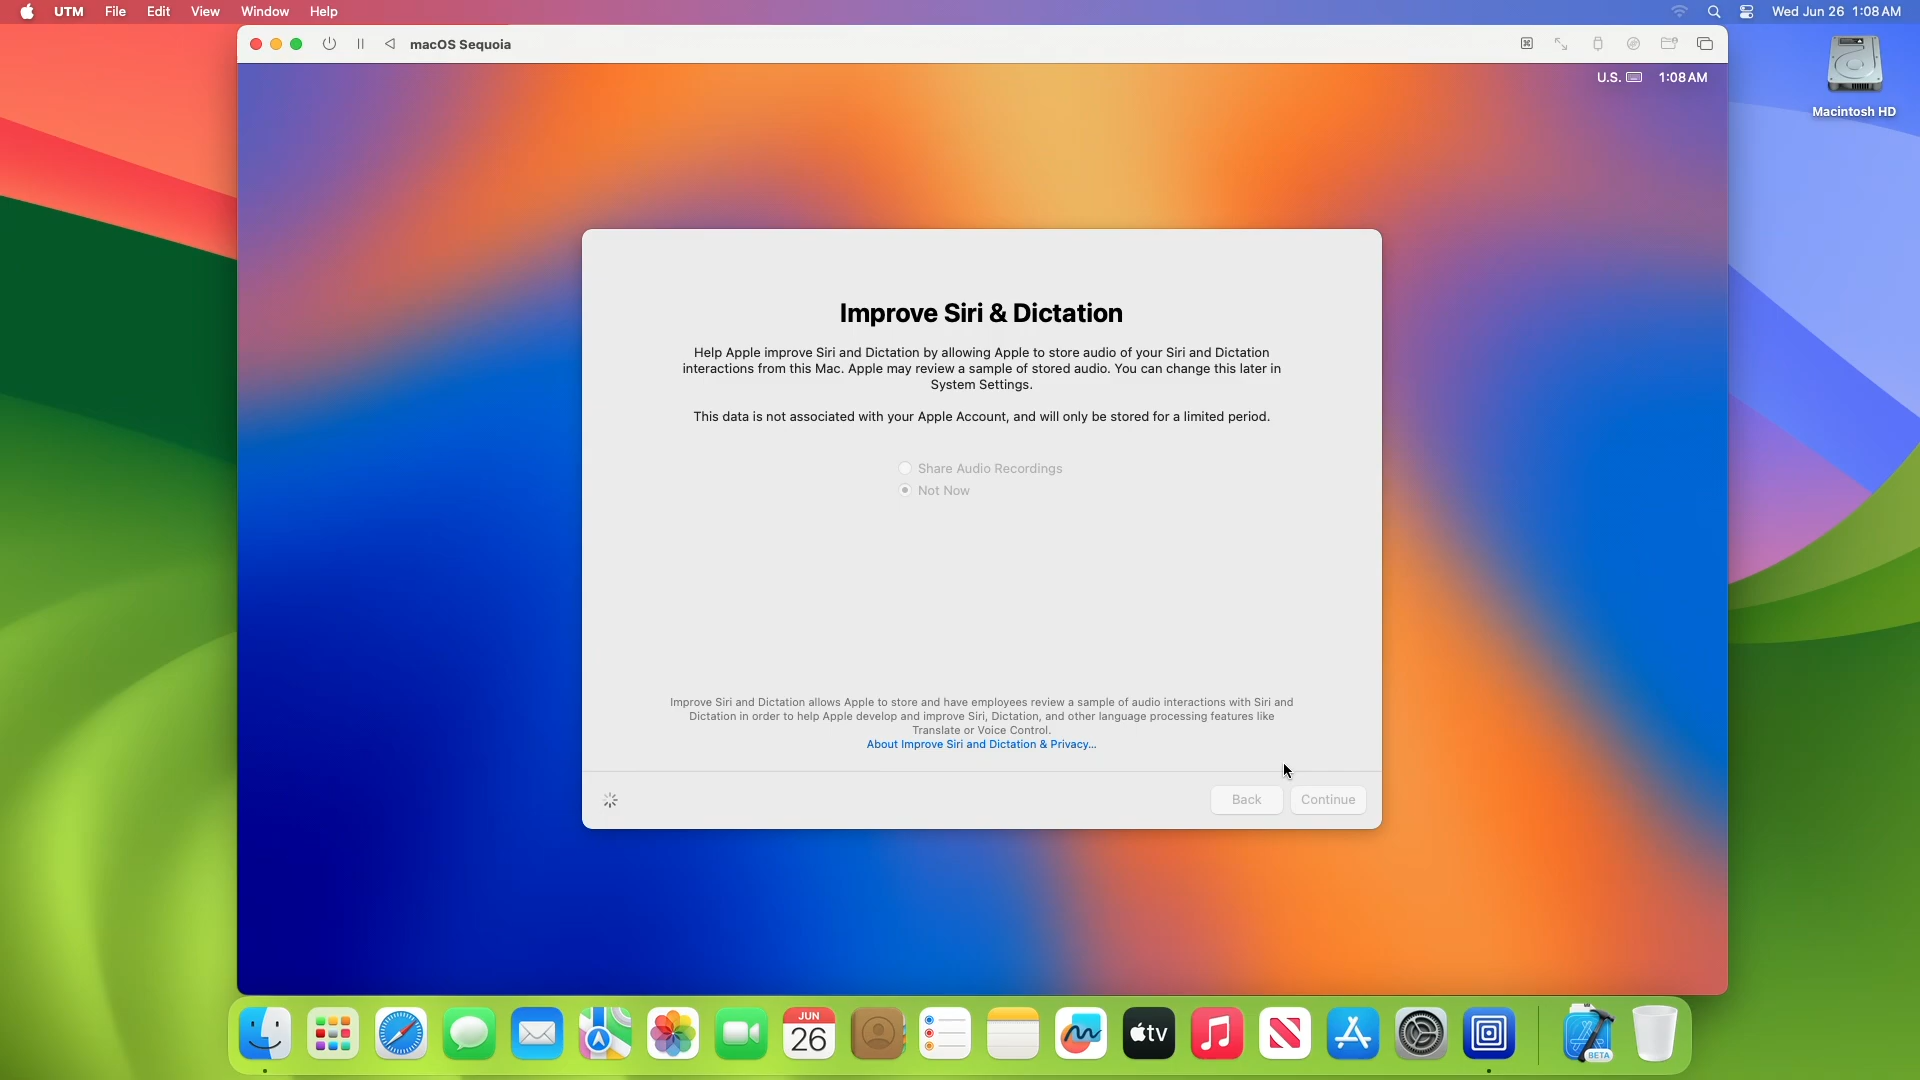 UTM File Edit View Window Help Wed Jun 26 1:08 AM
macOS Sequoia
Macintosh HD
U.S. 1:08 AM
Improve Siri & Dictation
Help Apple improve Siri and Dictation by allowing Apple to store audio of your Siri and Dictation
interactions from this Mac. Apple may review a sample of stored audio. You can change this later in
System Settings.
This data is not associated with your Apple Account, and will only be stored for a limited period.
Share Audio Recordings
Not Now
Improve Siri and Dictation allows Apple to store and have employees review a sample of audio interactions with Siri and
Dictation in order to help Apple develop and improve Siri, Dictation, and other language processing features like
Translate or Voice Control.
About Improve Siri and Dictation & Privacy...
Back Continue
JUN
26
tv
BETA